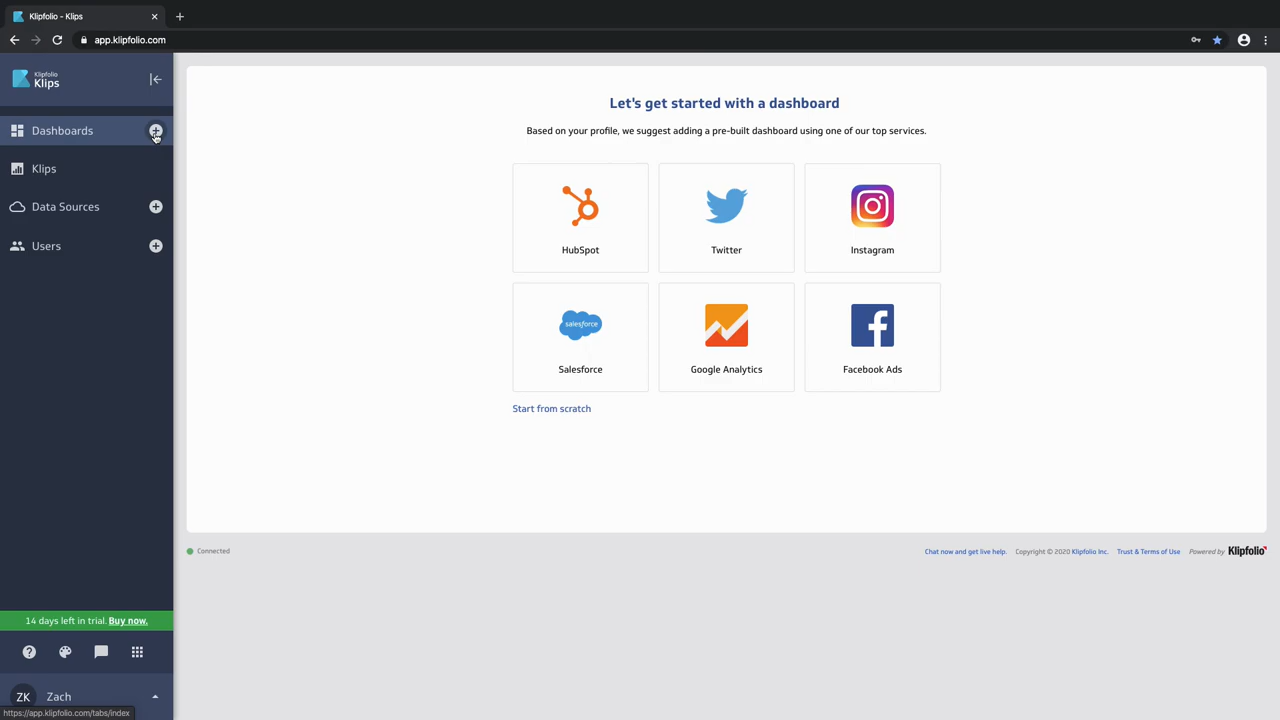 Klipfolio - Klips
app.klipfolio.com
Klipfolio
Klips
Dashboards
Klips
Data Sources
Users
Let's get started with a dashboard
Based on your profile, we suggest adding a pre-built dashboard using one of our top services.
HubSpot
Twitter
Instagram
salesforce
Salesforce
Google Analytics
Facebook Ads
Start from scratch
Connected
Chat now and get live help. Copyright © 2020 Klipfolio Inc. Trust & Terms of Use Powered by Klipfolio
14 days left in trial. Buy now.
ZK Zach
https://app.klipfolio.com/tabs/index